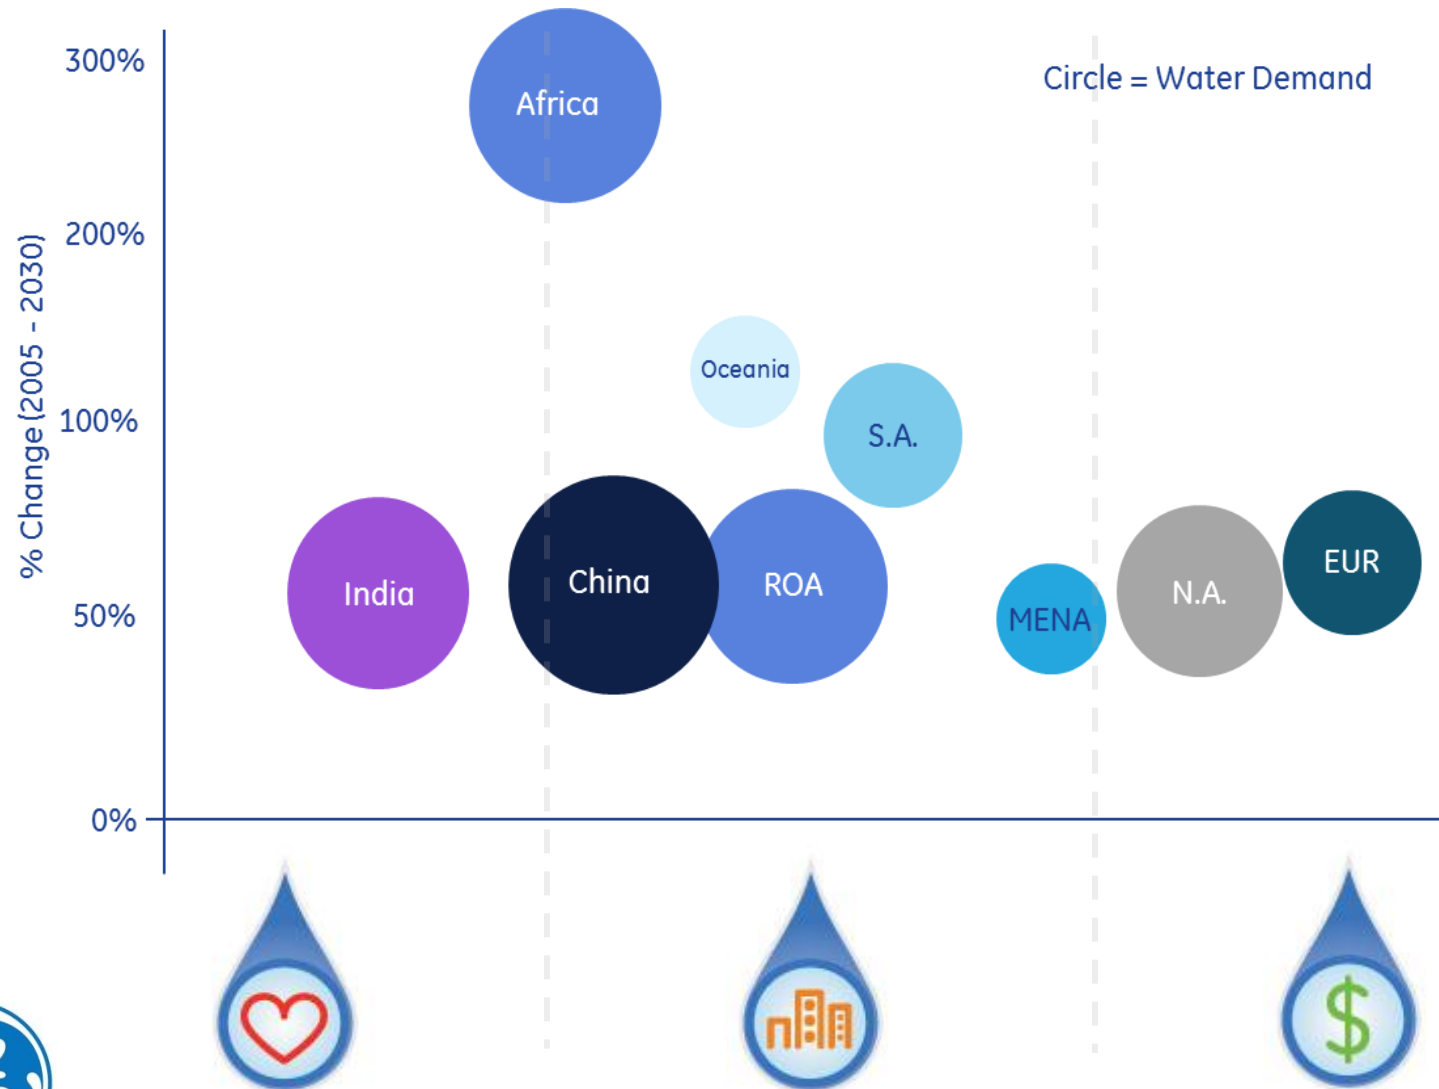 300%
Africa
Circle = Water Demand
200%
% Change (2005 - 2030)
Oceania
100%
S.A.
India
China
ROA
EUR
N.A.
MENA
50%
0%
$